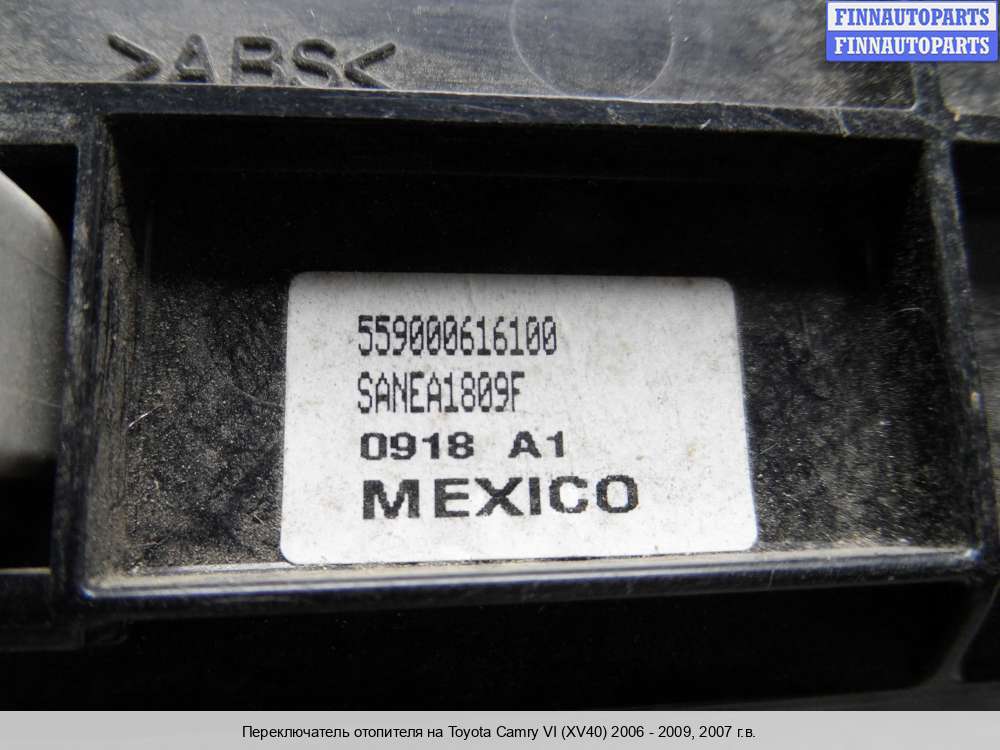 FINNAUTOPARTS
FINNAUTOPARTS
>ABS<
559000616100
SANEA1809F
0918 A1
MEXICO
Переключатель отопителя на Toyota Camry VI (XV40) 2006 - 2009, 2007 г.в.